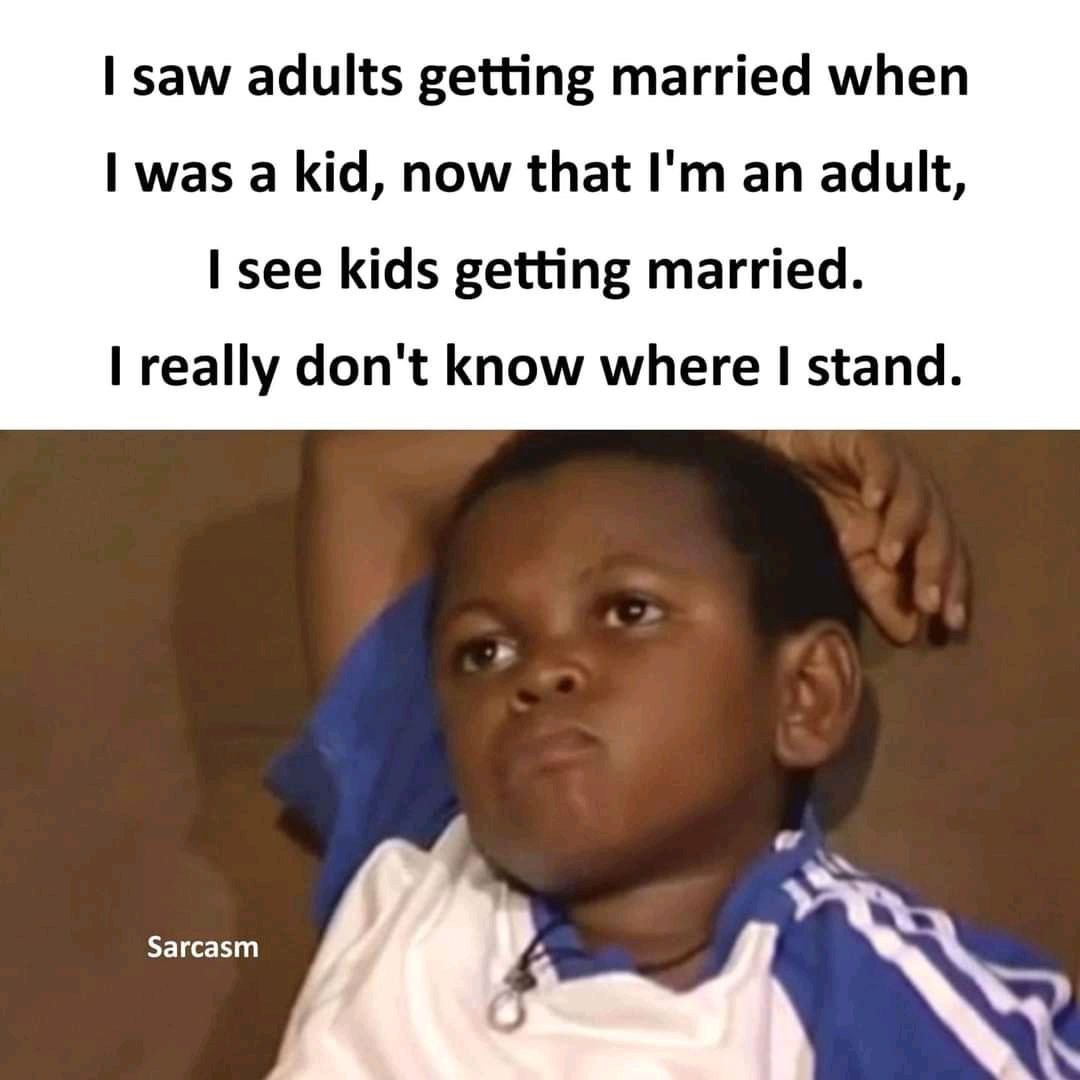 I saw adults getting married when
I was a kid, now that I'm an adult,
I see kids getting married.
I really don't know where I stand.
Sarcasm